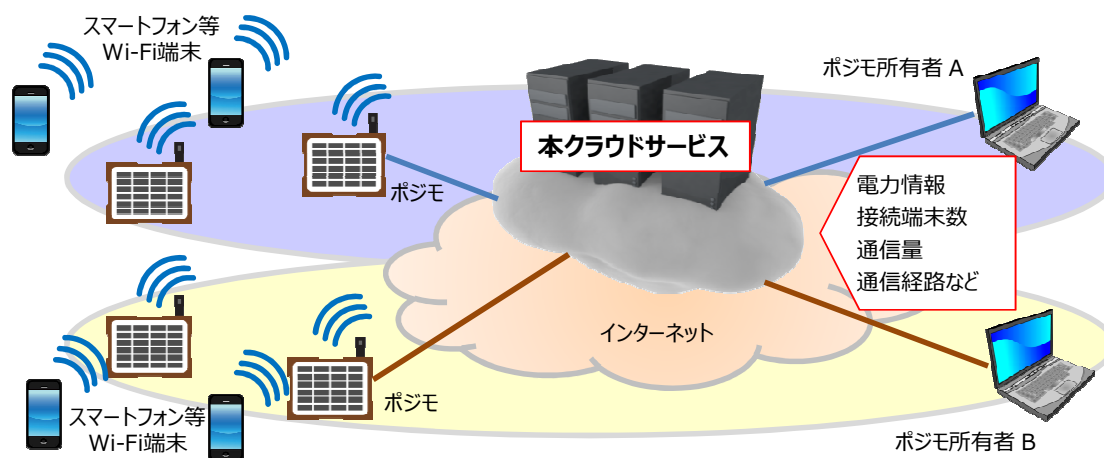 スマートフォン等
Wi-Fi端末
ポジモ所有者 A
本クラウドサービス
ポジモ
電力情報
接続端末数
通信量
通信経路など
インターネット
ポジモ
スマートフォン等
Wi-Fi端末
ポジモ所有者 B